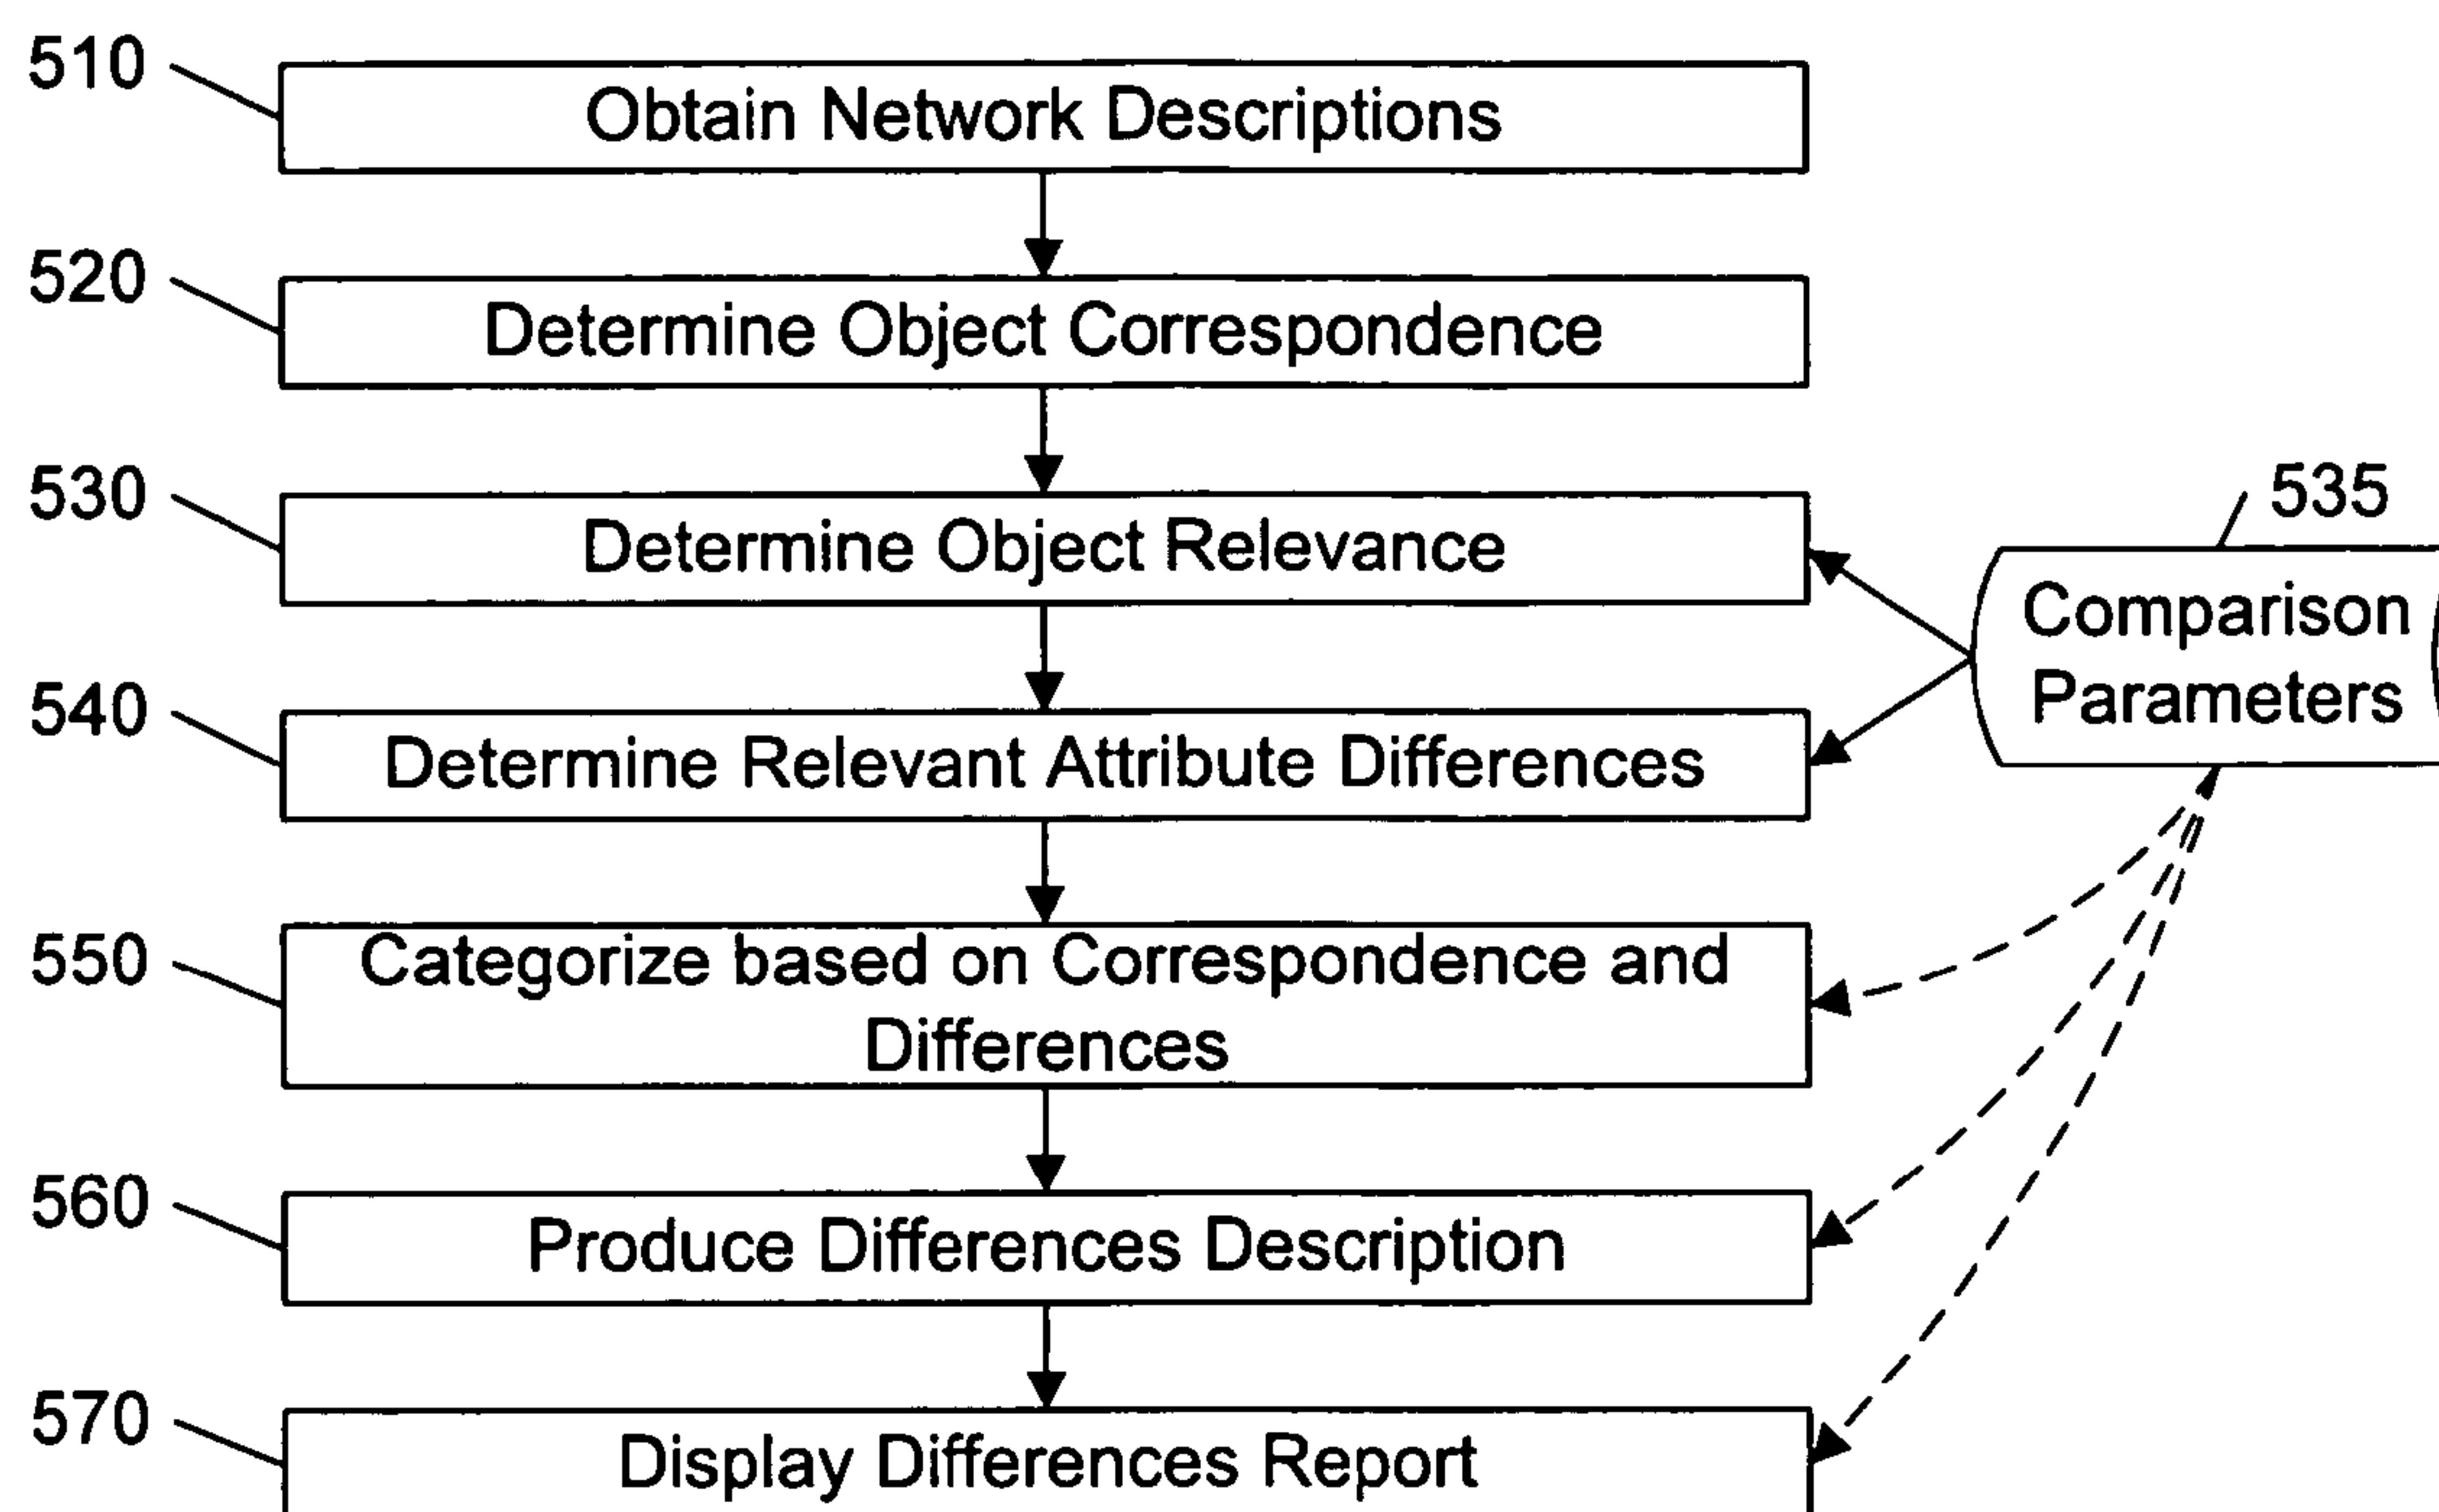 510
Obtain Network Descriptions
520
Determine Object Correspondence
530
Determine Object Relevance
535
Comparison
Parameters
540
Determine Relevant Attribute Differences
550
Categorize based on Correspondence and
Differences
560
Produce Differences Description
570
Display Differences Report